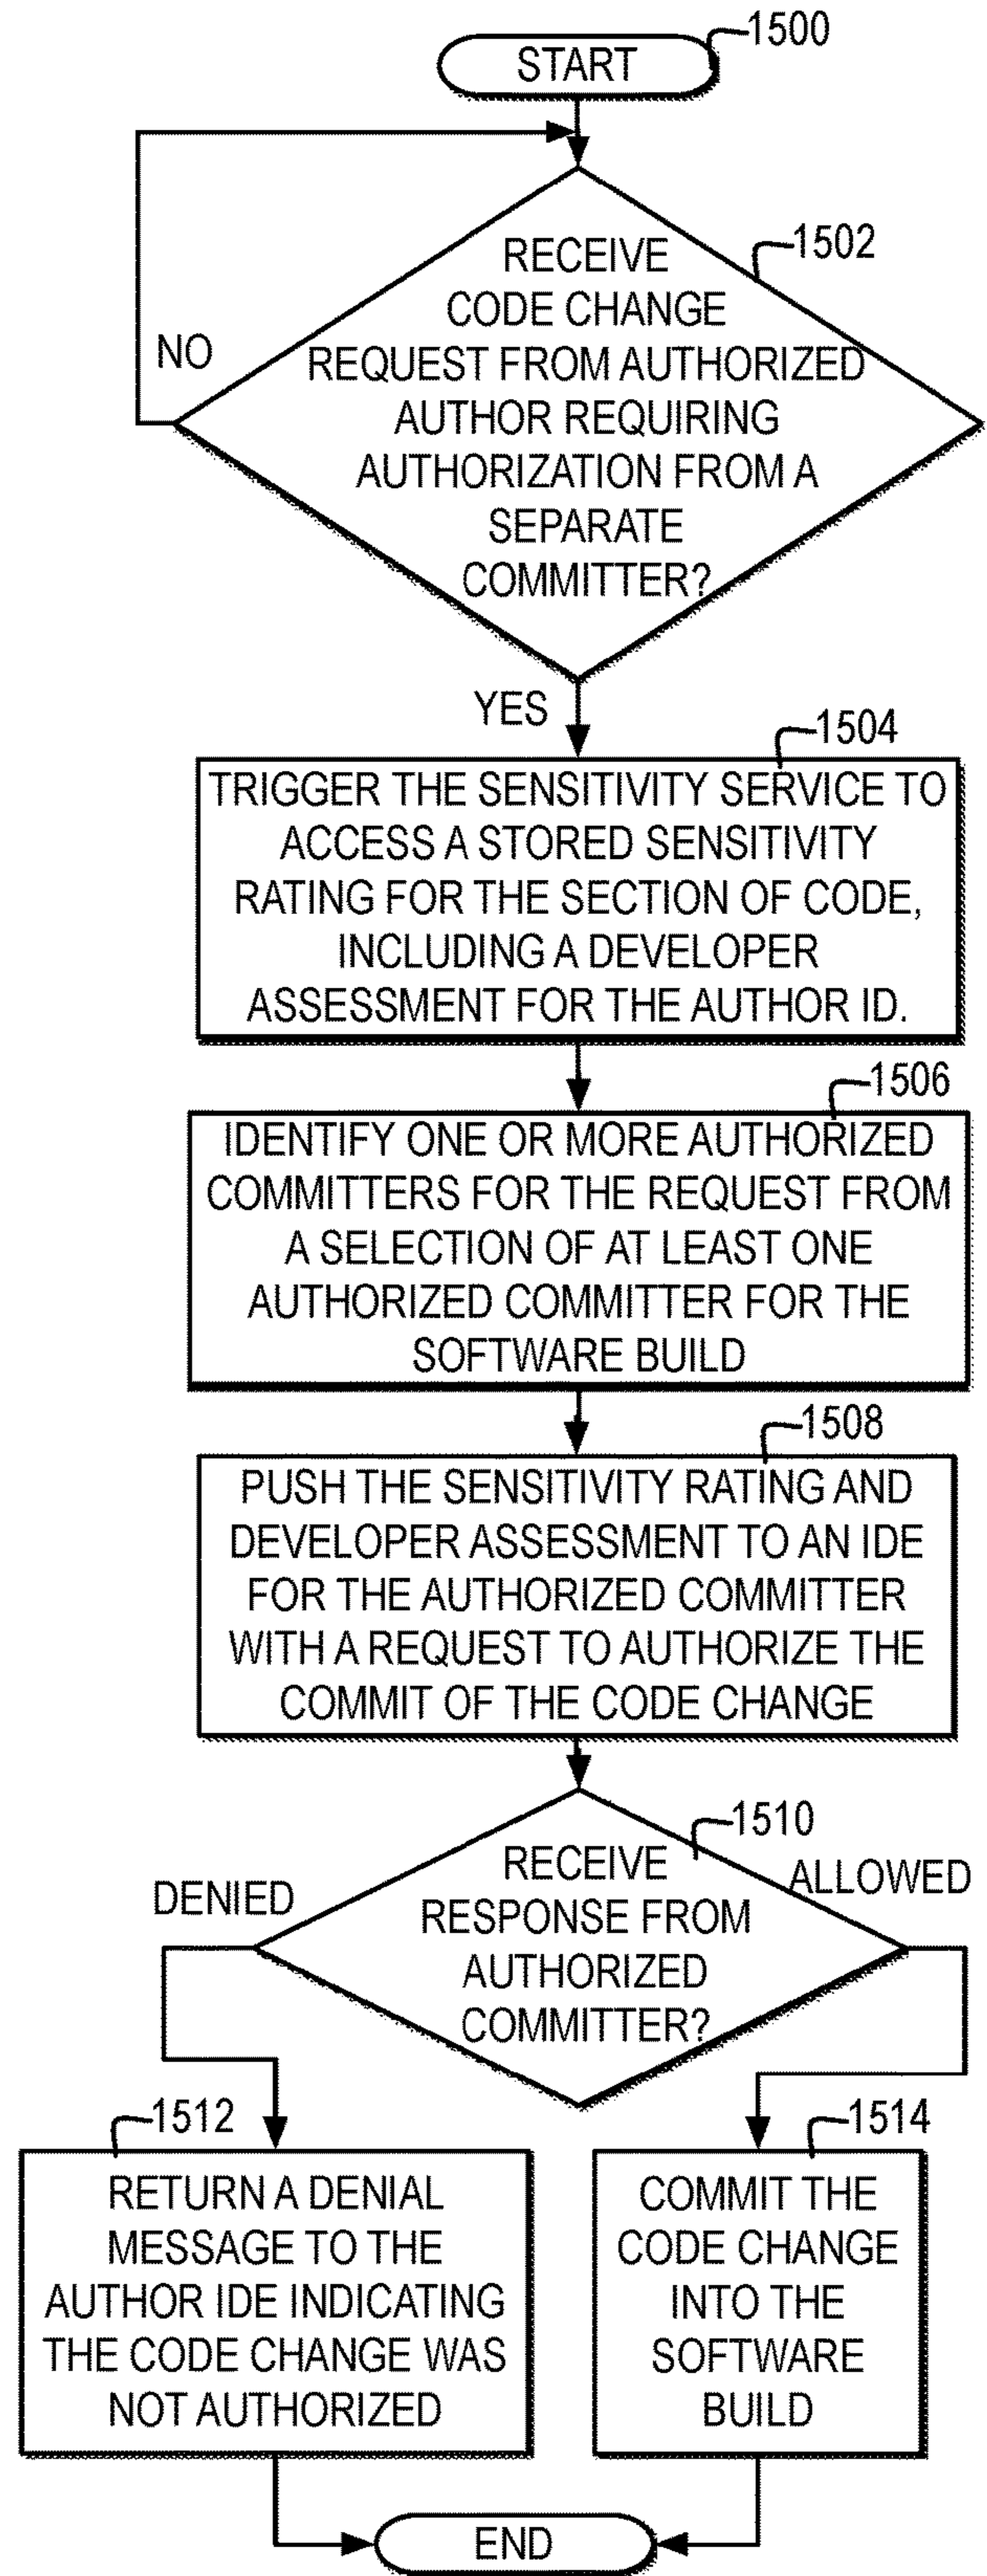 1500
START
1502
RECEIVE
CODE CHANGE
REQUEST FROM AUTHORIZED
AUTHOR REQUIRING
AUTHORIZATION FROM A
SEPARATE
COMMITTER?
NO
YES
1504
TRIGGER THE SENSITIVITY SERVICE TO
ACCESS A STORED SENSITIVITY
RATING FOR THE SECTION OF CODE,
INCLUDING A DEVELOPER
ASSESSMENT FOR THE AUTHOR ID.
1506
IDENTIFY ONE OR MORE AUTHORIZED
COMMITTERS FOR THE REQUEST FROM
A SELECTION OF AT LEAST ONE
AUTHORIZED COMMITTER FOR THE
SOFTWARE BUILD
1508
PUSH THE SENSITIVITY RATING AND
DEVELOPER ASSESSMENT TO AN IDE
FOR THE AUTHORIZED COMMITTER
WITH A REQUEST TO AUTHORIZE THE
COMMIT OF THE CODE CHANGE
1510
RECEIVE
RESPONSE FROM
AUTHORIZED
COMMITTER?
DENIED
ALLOWED
1512
RETURN A DENIAL
MESSAGE TO THE
AUTHOR IDE INDICATING
THE CODE CHANGE WAS
NOT AUTHORIZED
1514
COMMIT THE
CODE CHANGE
INTO THE
SOFTWARE
BUILD
END